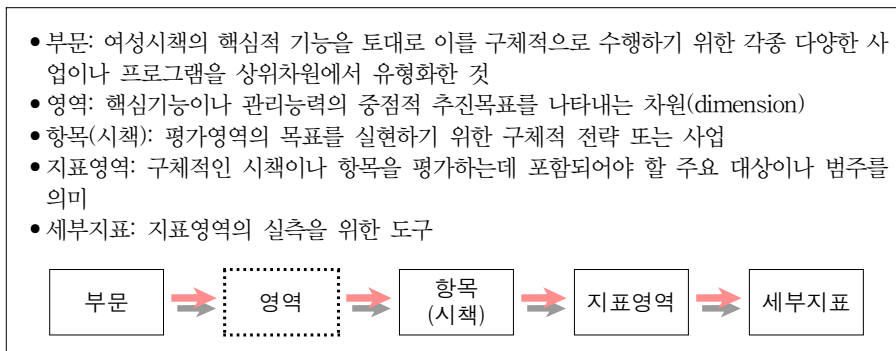 • 부문: 여성시책의 핵심적 기능을 토대로 이를 구체적으로 수행하기 위한 각종 다양한 사
업이나 프로그램을 상위차원에서 유형화한 것
• 영역: 핵심기능이나 관리능력의 중점적 추진목표를 나타내는 차원(dimension)
• 항목(시책): 평가영역의 목표를 실현하기 위한 구체적 전략 또는 사업
• 지표영역: 구체적인 시책이나 항목을 평가하는데 포함되어야 할 주요 대상이나 범주를
의미
• 세부지표: 지표영역의 실측을 위한 도구
부문
영역
항목
(시책)
지표영역
세부지표